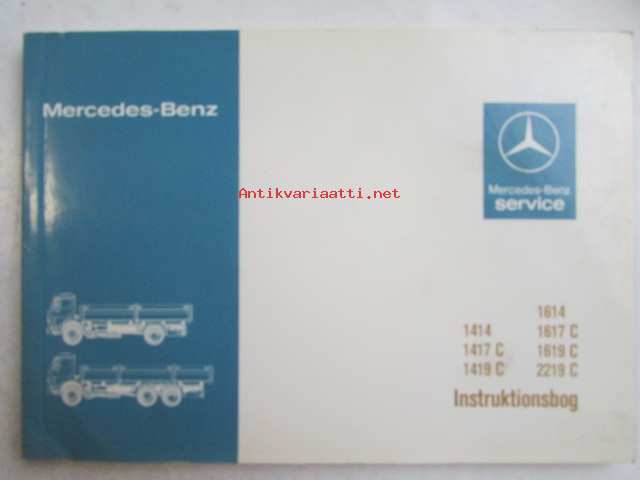 Mercedes-Benz
Antikvariaatti.net
Mercedes-Benz
service
1614
1414 1617 C
1417 C 1619 C
1419 C 2219 C
Instruktionsbog